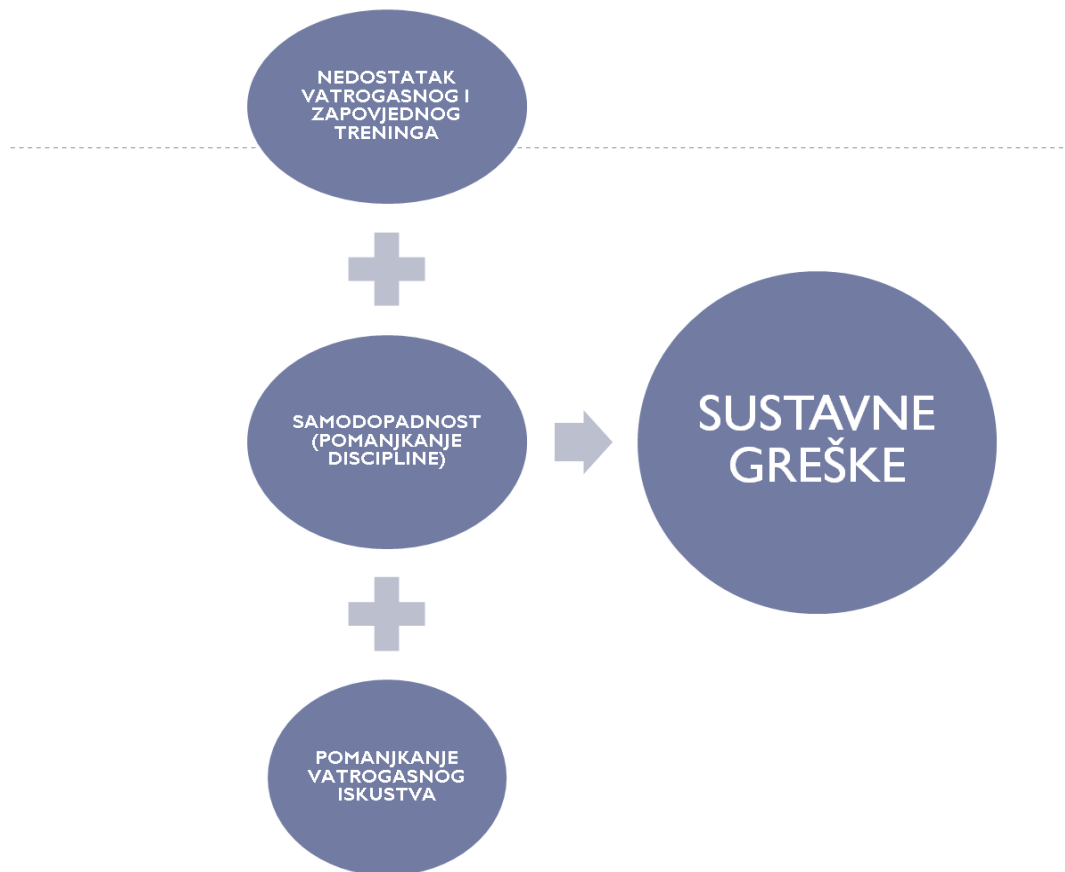 NEDOSTATAK
VATROGASNOG I
ZAPOVJEDNOG
TRENINGA
SAMODOPADNOST
(POMANJKANJE
DISCIPLINE)
POMANJKANJE
VATROGASNOG
ISKUSTVA
SUSTAVNE
GREŠKE